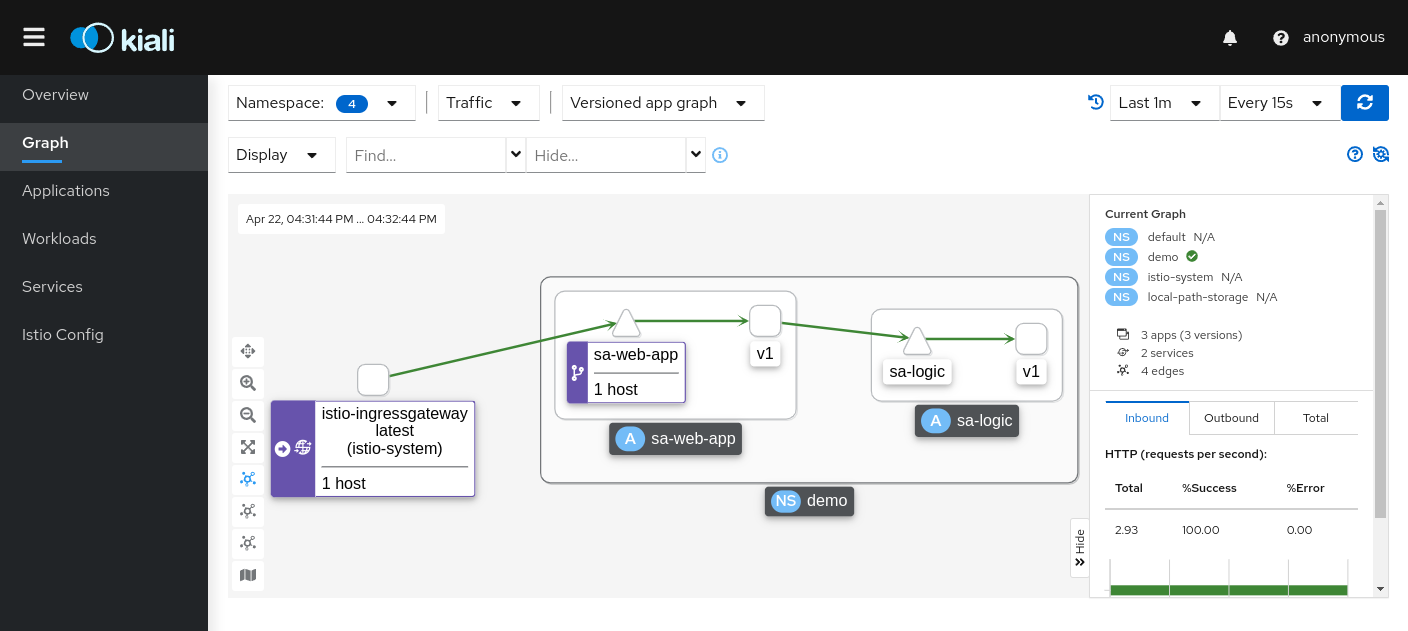 kiali
anonymous
Overview
Graph
Applications
Workloads
Services
Istio Config
Namespace: 4
Traffic
Versioned app graph
Last 1m
Every 15s
Display
Find...
Hide...
Apr 22, 04:31:44 PM ... 04:32:44 PM
sa-web-app
1 host
v1
sa-logic
v1
istio-ingressgateway
latest
(istio-system)
1 host
A sa-web-app
A sa-logic
NS demo
Hide
Current Graph
NS default N/A
NS demo
NS istio-system N/A
NS local-path-storage N/A
3 apps (3 versions)
2 services
4 edges
Inbound Outbound Total
HTTP (requests per second):
Total %Success %Error
2.93 100.00 0.00